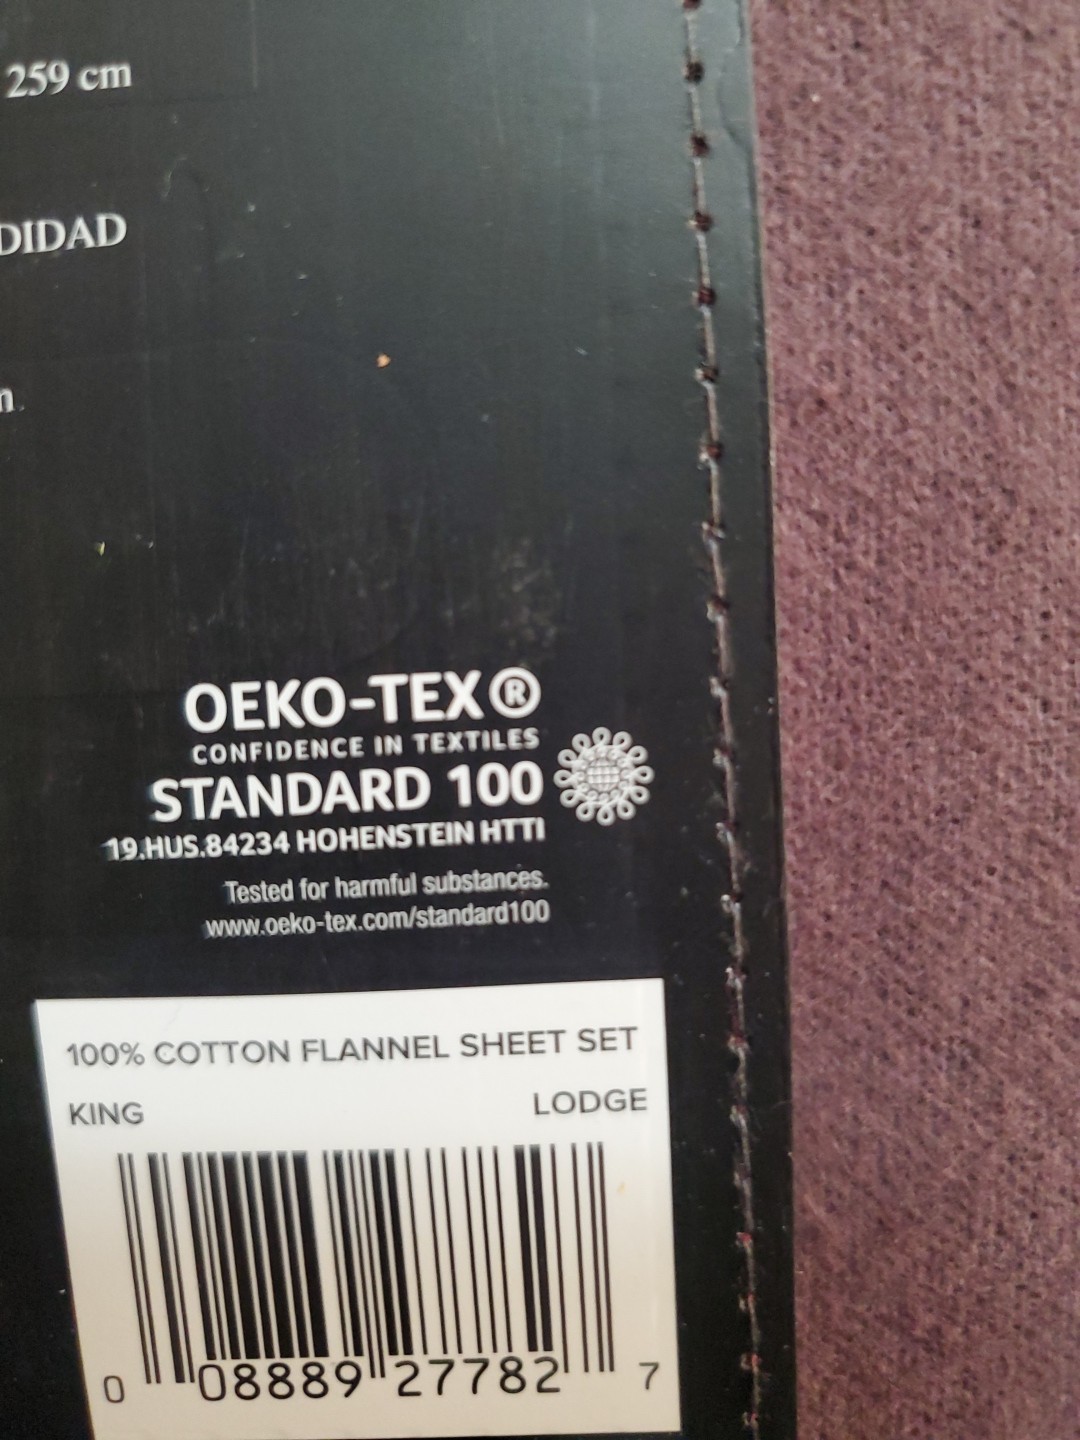 259 cm
DIDAD
OEKO-TEX®
CONFIDENCE IN TEXTILES
STANDARD 100
19.HUS.84234 HOHENSTEIN HTTI
Tested for harmful substances.
www.oeko-tex.com/standard100
100% COTTON FLANNEL SHEET SET
KING LODGE
0 08889 27782 7